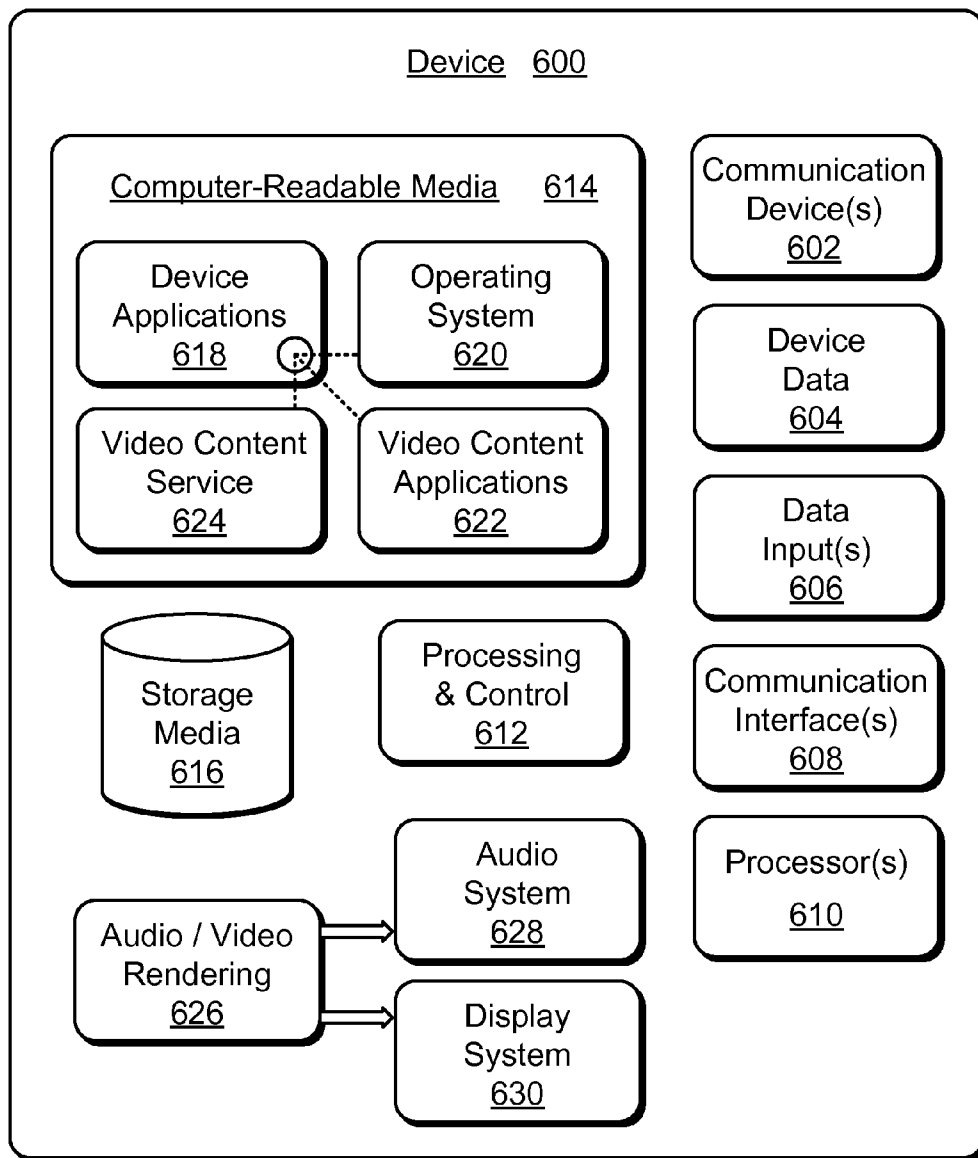 Device 600
Computer-Readable Media 614
Device
Applications
618
Operating
System
620
Video Content
Service
624
Video Content
Applications
622
Storage
Media
616
Processing
& Control
612
Audio / Video
Rendering
626
Audio
System
628
Display
System
630
Communication
Device(s)
602
Device
Data
604
Data
Input(s)
606
Communication
Interface(s)
608
Processor(s)
610